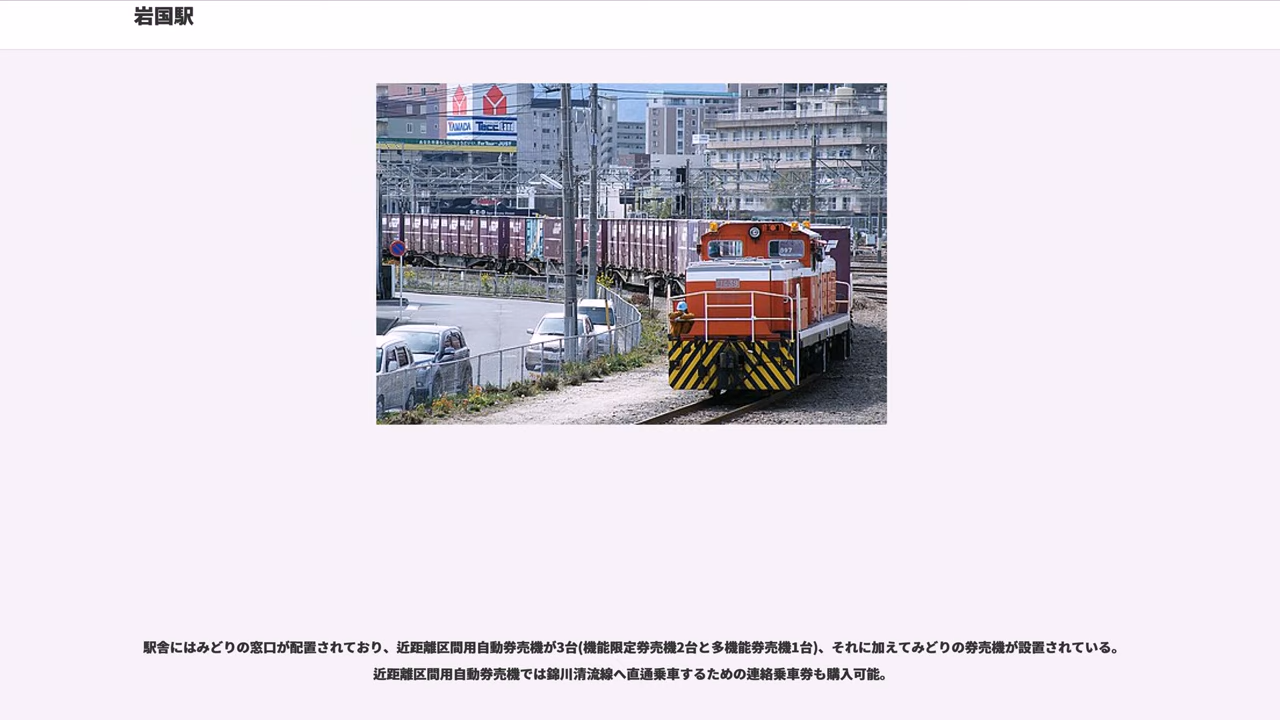 岩国駅
YAMADA
Tecc
駅舎にはみどりの窓口が配置されており、近距離区間用自動券売機が3台(機能限定券売機2台と多機能券売機1台)、それに加えてみどりの券売機が設置されている。
近距離区間用自動券売機では錦川清流線へ直通乗車するための連絡乗車券も購入可能。